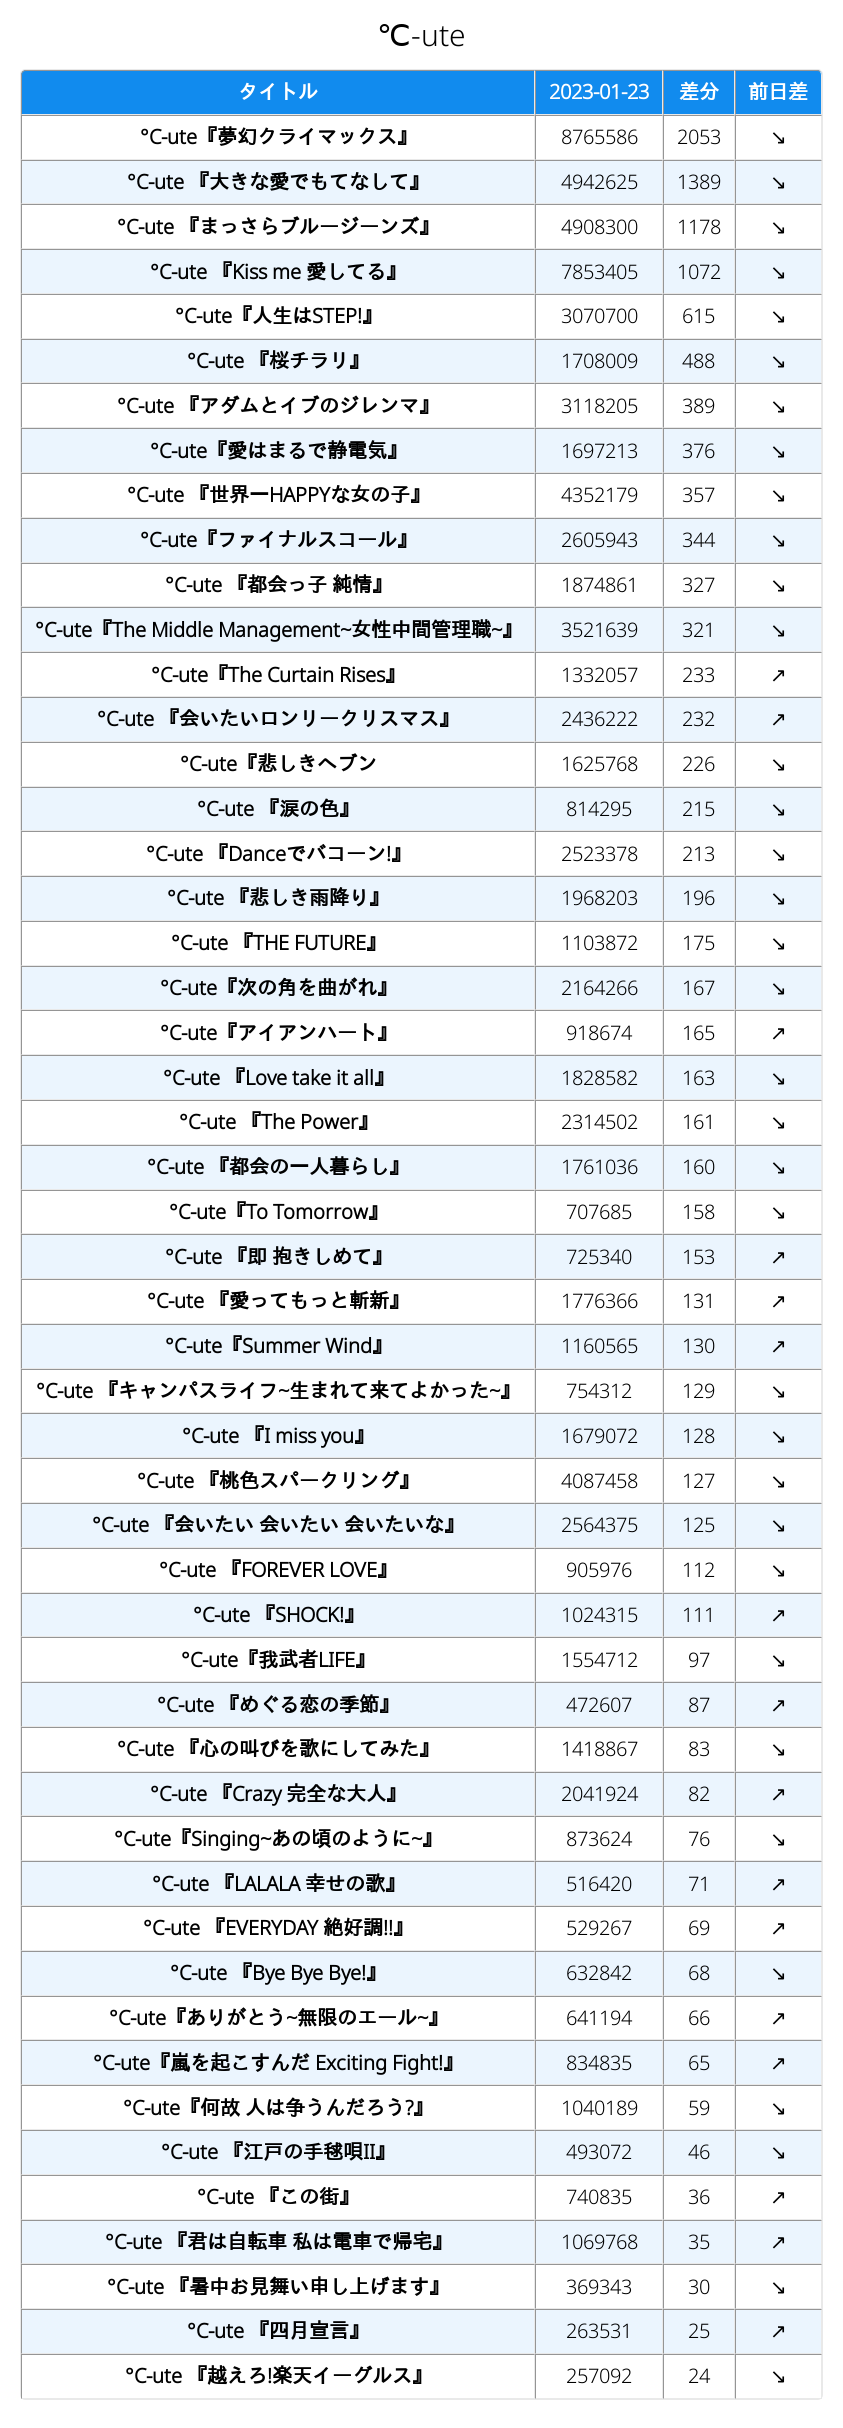 ℃-ute
タイトル 2023-01-23 差分 前日差
℃-ute『夢幻クライマックス』 8765586 2053 ↘
℃-ute 『大きな愛でもてなして』 4942625 1389 ↘
℃-ute 『まっさらブルージーンズ』 4908300 1178 ↘
℃-ute 『Kiss me 愛してる』 7853405 1072 ↘
℃-ute『人生はSTEP!』 3070700 615 ↘
℃-ute 『桜チラリ』 1708009 488 ↘
℃-ute 『アダムとイブのジレンマ』 3118205 389 ↘
℃-ute『愛はまるで静電気』 1697213 376 ↘
℃-ute 『世界一HAPPYな女の子』 4352179 357 ↘
℃-ute『ファイナルスコール』 2605943 344 ↘
℃-ute 『都会っ子 純情』 1874861 327 ↘
℃-ute『The Middle Management~女性中間管理職~』 3521639 321 ↘
℃-ute『The Curtain Rises』 1332057 233 ↗
℃-ute 『会いたいロンリークリスマス』 2436222 232 ↗
℃-ute『悲しきヘブン 1625768 226 ↘
℃-ute 『涙の色』 814295 215 ↘
℃-ute 『Danceでバコーン!』 2523378 213 ↘
℃-ute 『悲しき雨降り』 1968203 196 ↘
℃-ute 『THE FUTURE』 1103872 175 ↘
℃-ute『次の角を曲がれ』 2164266 167 ↘
℃-ute『アイアンハート』 918674 165 ↗
℃-ute 『Love take it all』 1828582 163 ↘
℃-ute 『The Power』 2314502 161 ↘
℃-ute 『都会の一人暮らし』 1761036 160 ↘
℃-ute『To Tomorrow』 707685 158 ↘
℃-ute 『即 抱きしめて』 725340 153 ↗
℃-ute 『愛ってもっと斬新』 1776366 131 ↗
℃-ute『Summer Wind』 1160565 130 ↗
℃-ute 『キャンパスライフ~生まれて来てよかった~』 754312 129 ↘
℃-ute 『I miss you』 1679072 128 ↘
℃-ute 『桃色スパークリング』 4087458 127 ↘
℃-ute 『会いたい 会いたい 会いたいな』 2564375 125 ↘
℃-ute 『FOREVER LOVE』 905976 112 ↘
℃-ute 『SHOCK!』 1024315 111 ↗
℃-ute『我武者LIFE』 1554712 97 ↘
℃-ute 『めぐる恋の季節』 472607 87 ↗
℃-ute 『心の叫びを歌にしてみた』 1418867 83 ↘
℃-ute 『Crazy 完全な大人』 2041924 82 ↗
℃-ute『Singing~あの頃のように~』 873624 76 ↘
℃-ute 『LALALA 幸せの歌』 516420 71 ↗
℃-ute 『EVERYDAY 絶好調!!』 529267 69 ↗
℃-ute 『Bye Bye Bye!』 632842 68 ↘
℃-ute『ありがとう~無限のエール~』 641194 66 ↗
℃-ute『嵐を起こすんだ Exciting Fight!』 834835 65 ↗
℃-ute『何故 人は争うんだろう?』 1040189 59 ↘
℃-ute 『江戸の手毬唄II』 493072 46 ↘
℃-ute 『この街』 740835 36 ↗
℃-ute 『君は自転車 私は電車で帰宅』 1069768 35 ↗
℃-ute 『暑中お見舞い申し上げます』 369343 30 ↘
℃-ute 『四月宣言』 263531 25 ↗
℃-ute 『越えろ!楽天イーグルス』 257092 24 ↘